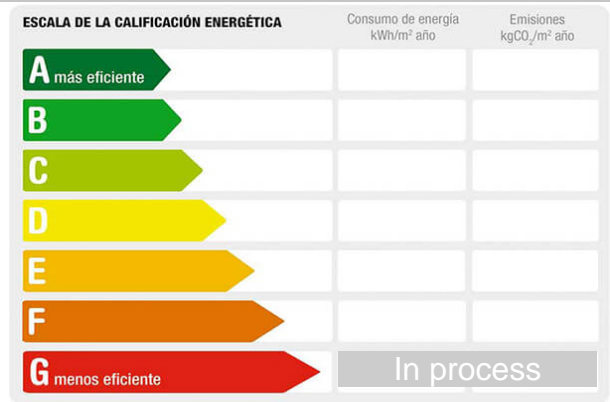 ESCALA DE LA CALIFICACIÓN ENERGÉTICA
Consumo de energía
kWh/m² año
Emisiones
kgCO₂/m² año
A más eficiente
B
C
D
E
F
G menos eficiente
In process